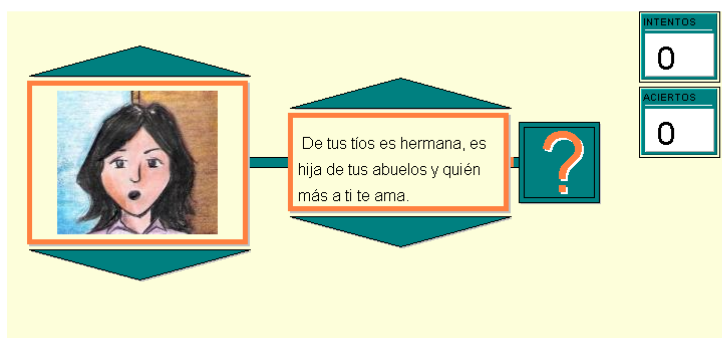 INTENTOS
0
ACIERTOS
0
De tus tíos es hermana, es
hija de tus abuelos y quién
más a ti te ama.
?